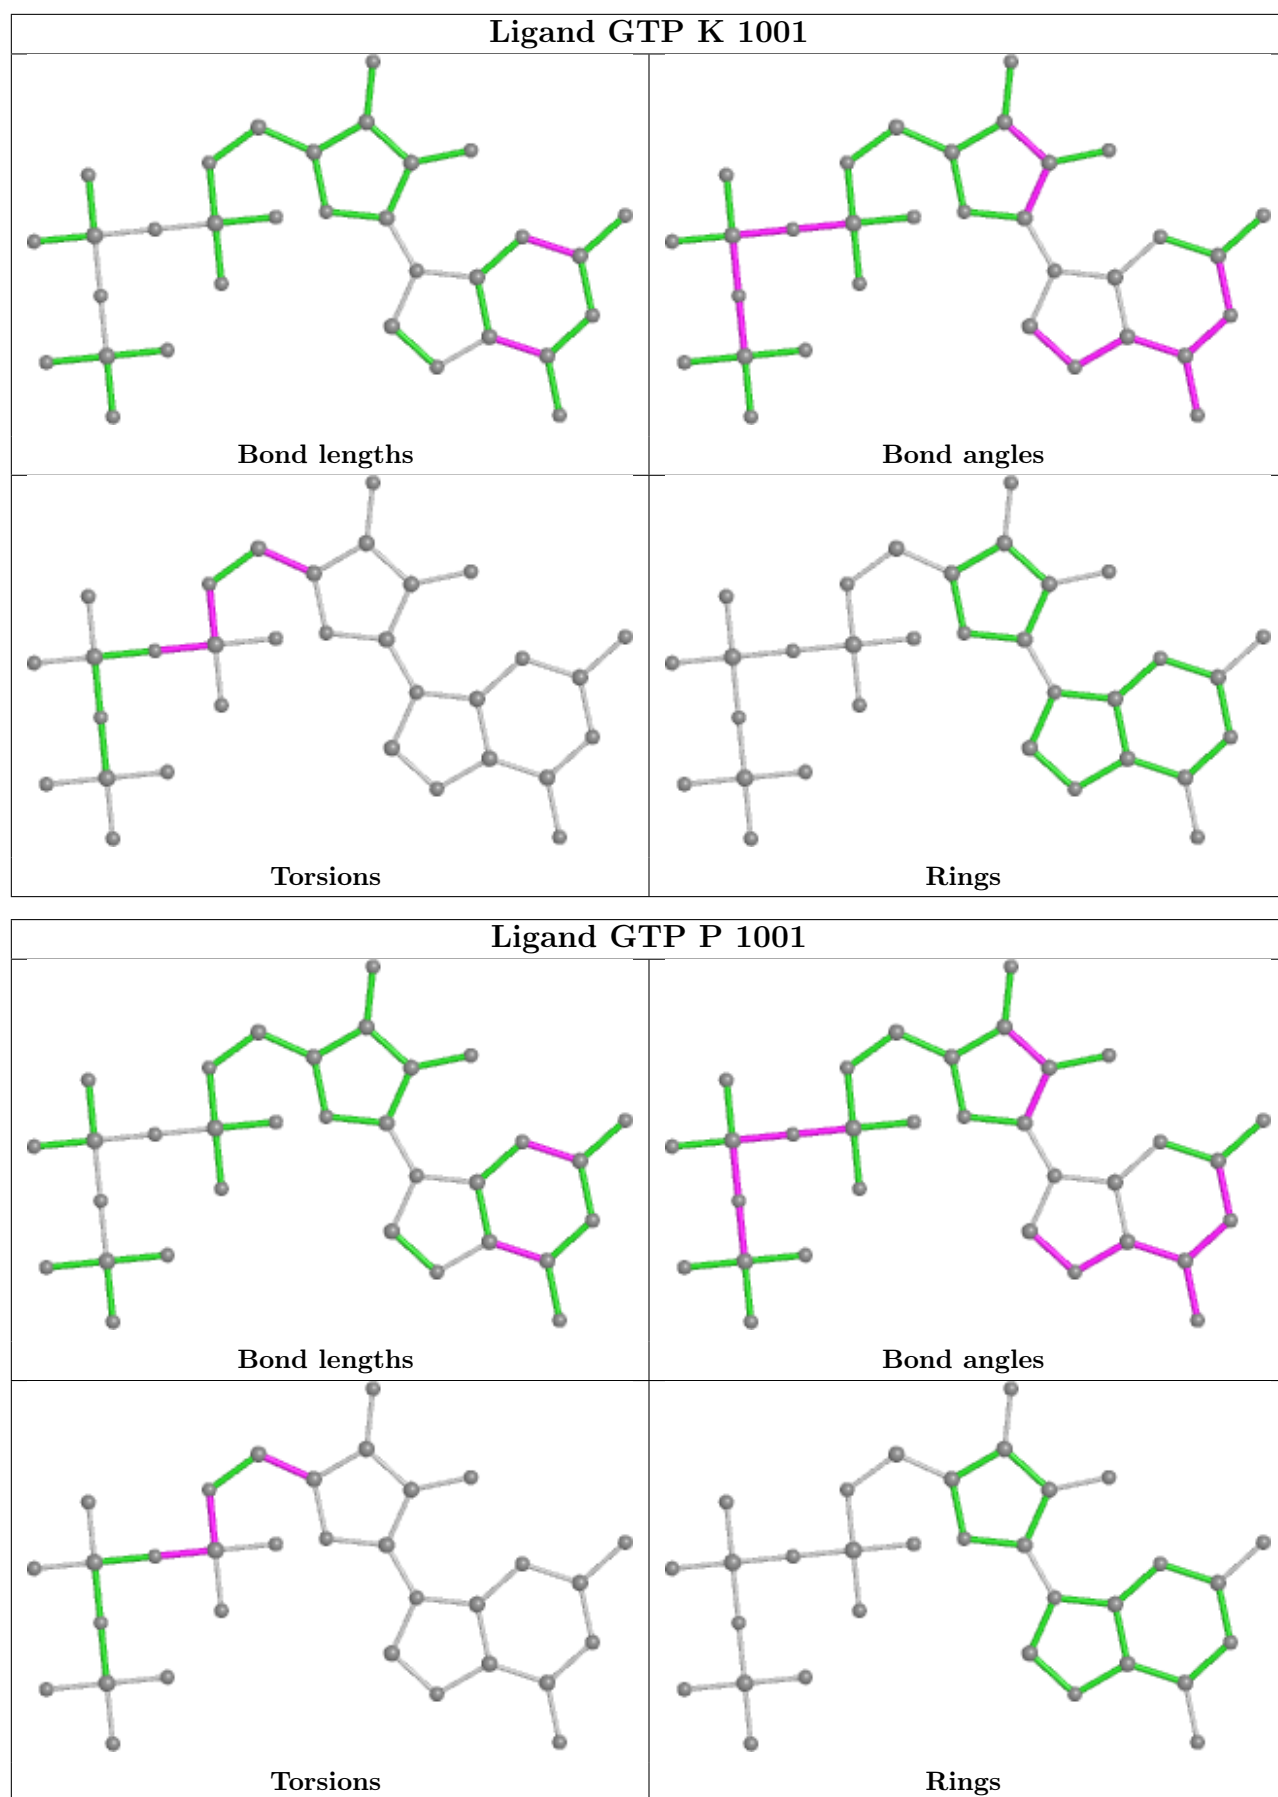 Ligand GTP K 1001
Bond lengths
Bond angles
Torsions
Rings
Ligand GTP P 1001
Bond lengths
Bond angles
Torsions
Rings